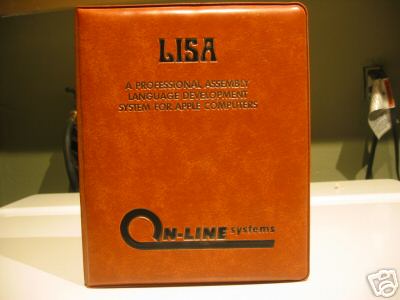 LISA
A PROFESSIONAL ASSEMBLY
LANGUAGE DEVELOPMENT
SYSTEM FOR APPLE COMPUTERS
ON-LINE systems